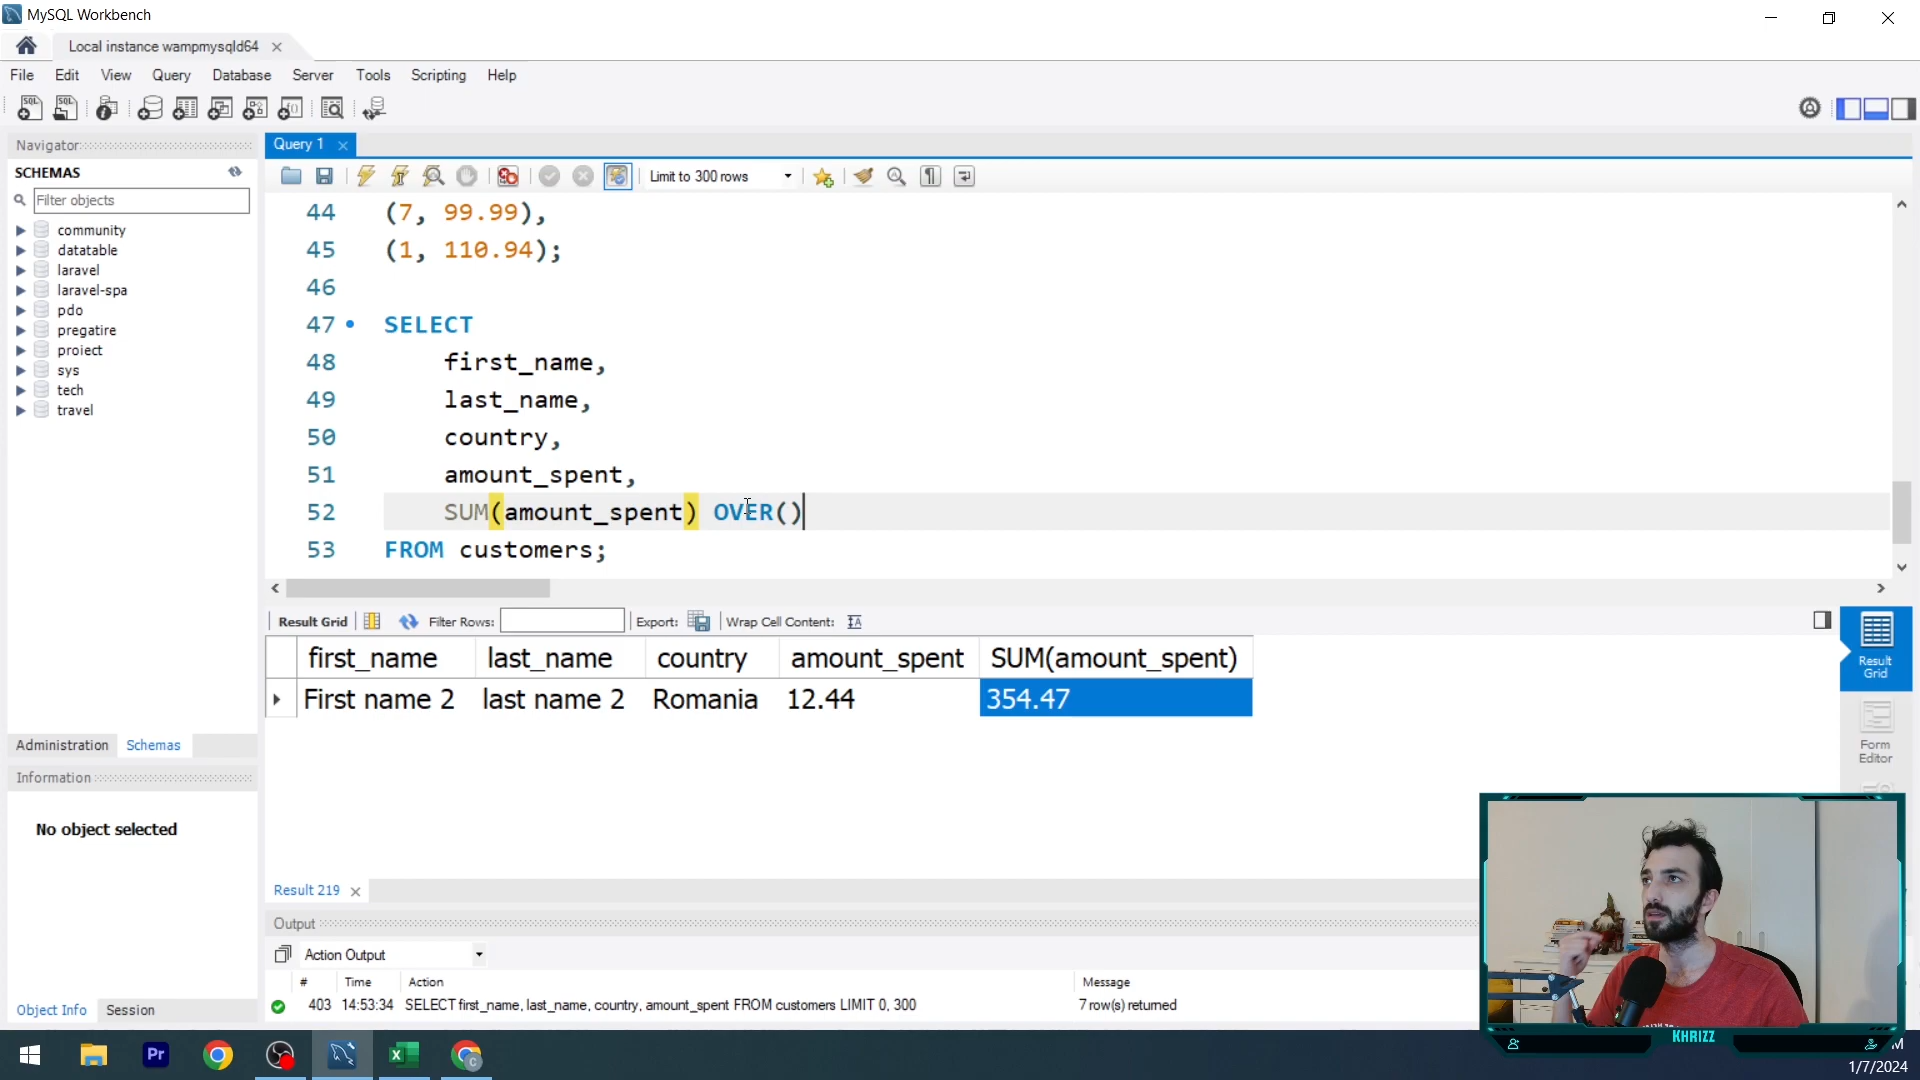 MySQL Workbench
Local instance wampmysqld64
File Edit View Query Database Server Tools Scripting Help
Navigator
SCHEMAS
Filter objects
community
datatable
laravel
laravel-spa
pdo
pregatire
proiect
sys
tech
travel
Administration Schemas
Information
No object selected
Object Info Session
Query 1
Limit to 300 rows
44 (7, 99.99),
45 (1, 110.94);
46
47 SELECT
48 first_name,
49 last_name,
50 country,
51 amount_spent,
52 SUM(amount_spent) OVER()
53 FROM customers;
Result Grid Filter Rows: Export: Wrap Cell Content:
first_name last_name country amount_spent SUM(amount_spent)
First name 2 last name 2 Romania 12.44 354.47
Result Grid
Form Editor
Result 219
Output
Action Output
# Time Action Message
403 14:53:34 SELECT first_name, last_name, country, amount_spent FROM customers LIMIT 0, 300 7 row(s) returned
KHRIZZ
Pr
M
1/7/2024